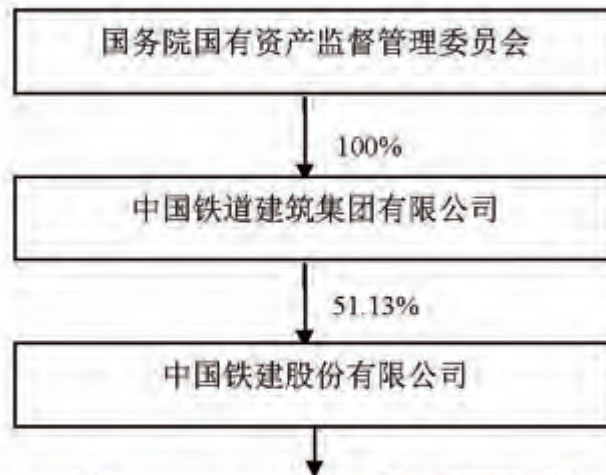 国务院国有资产监督管理委员会
100%
中国铁道建筑集团有限公司
51.13%
中国铁建股份有限公司